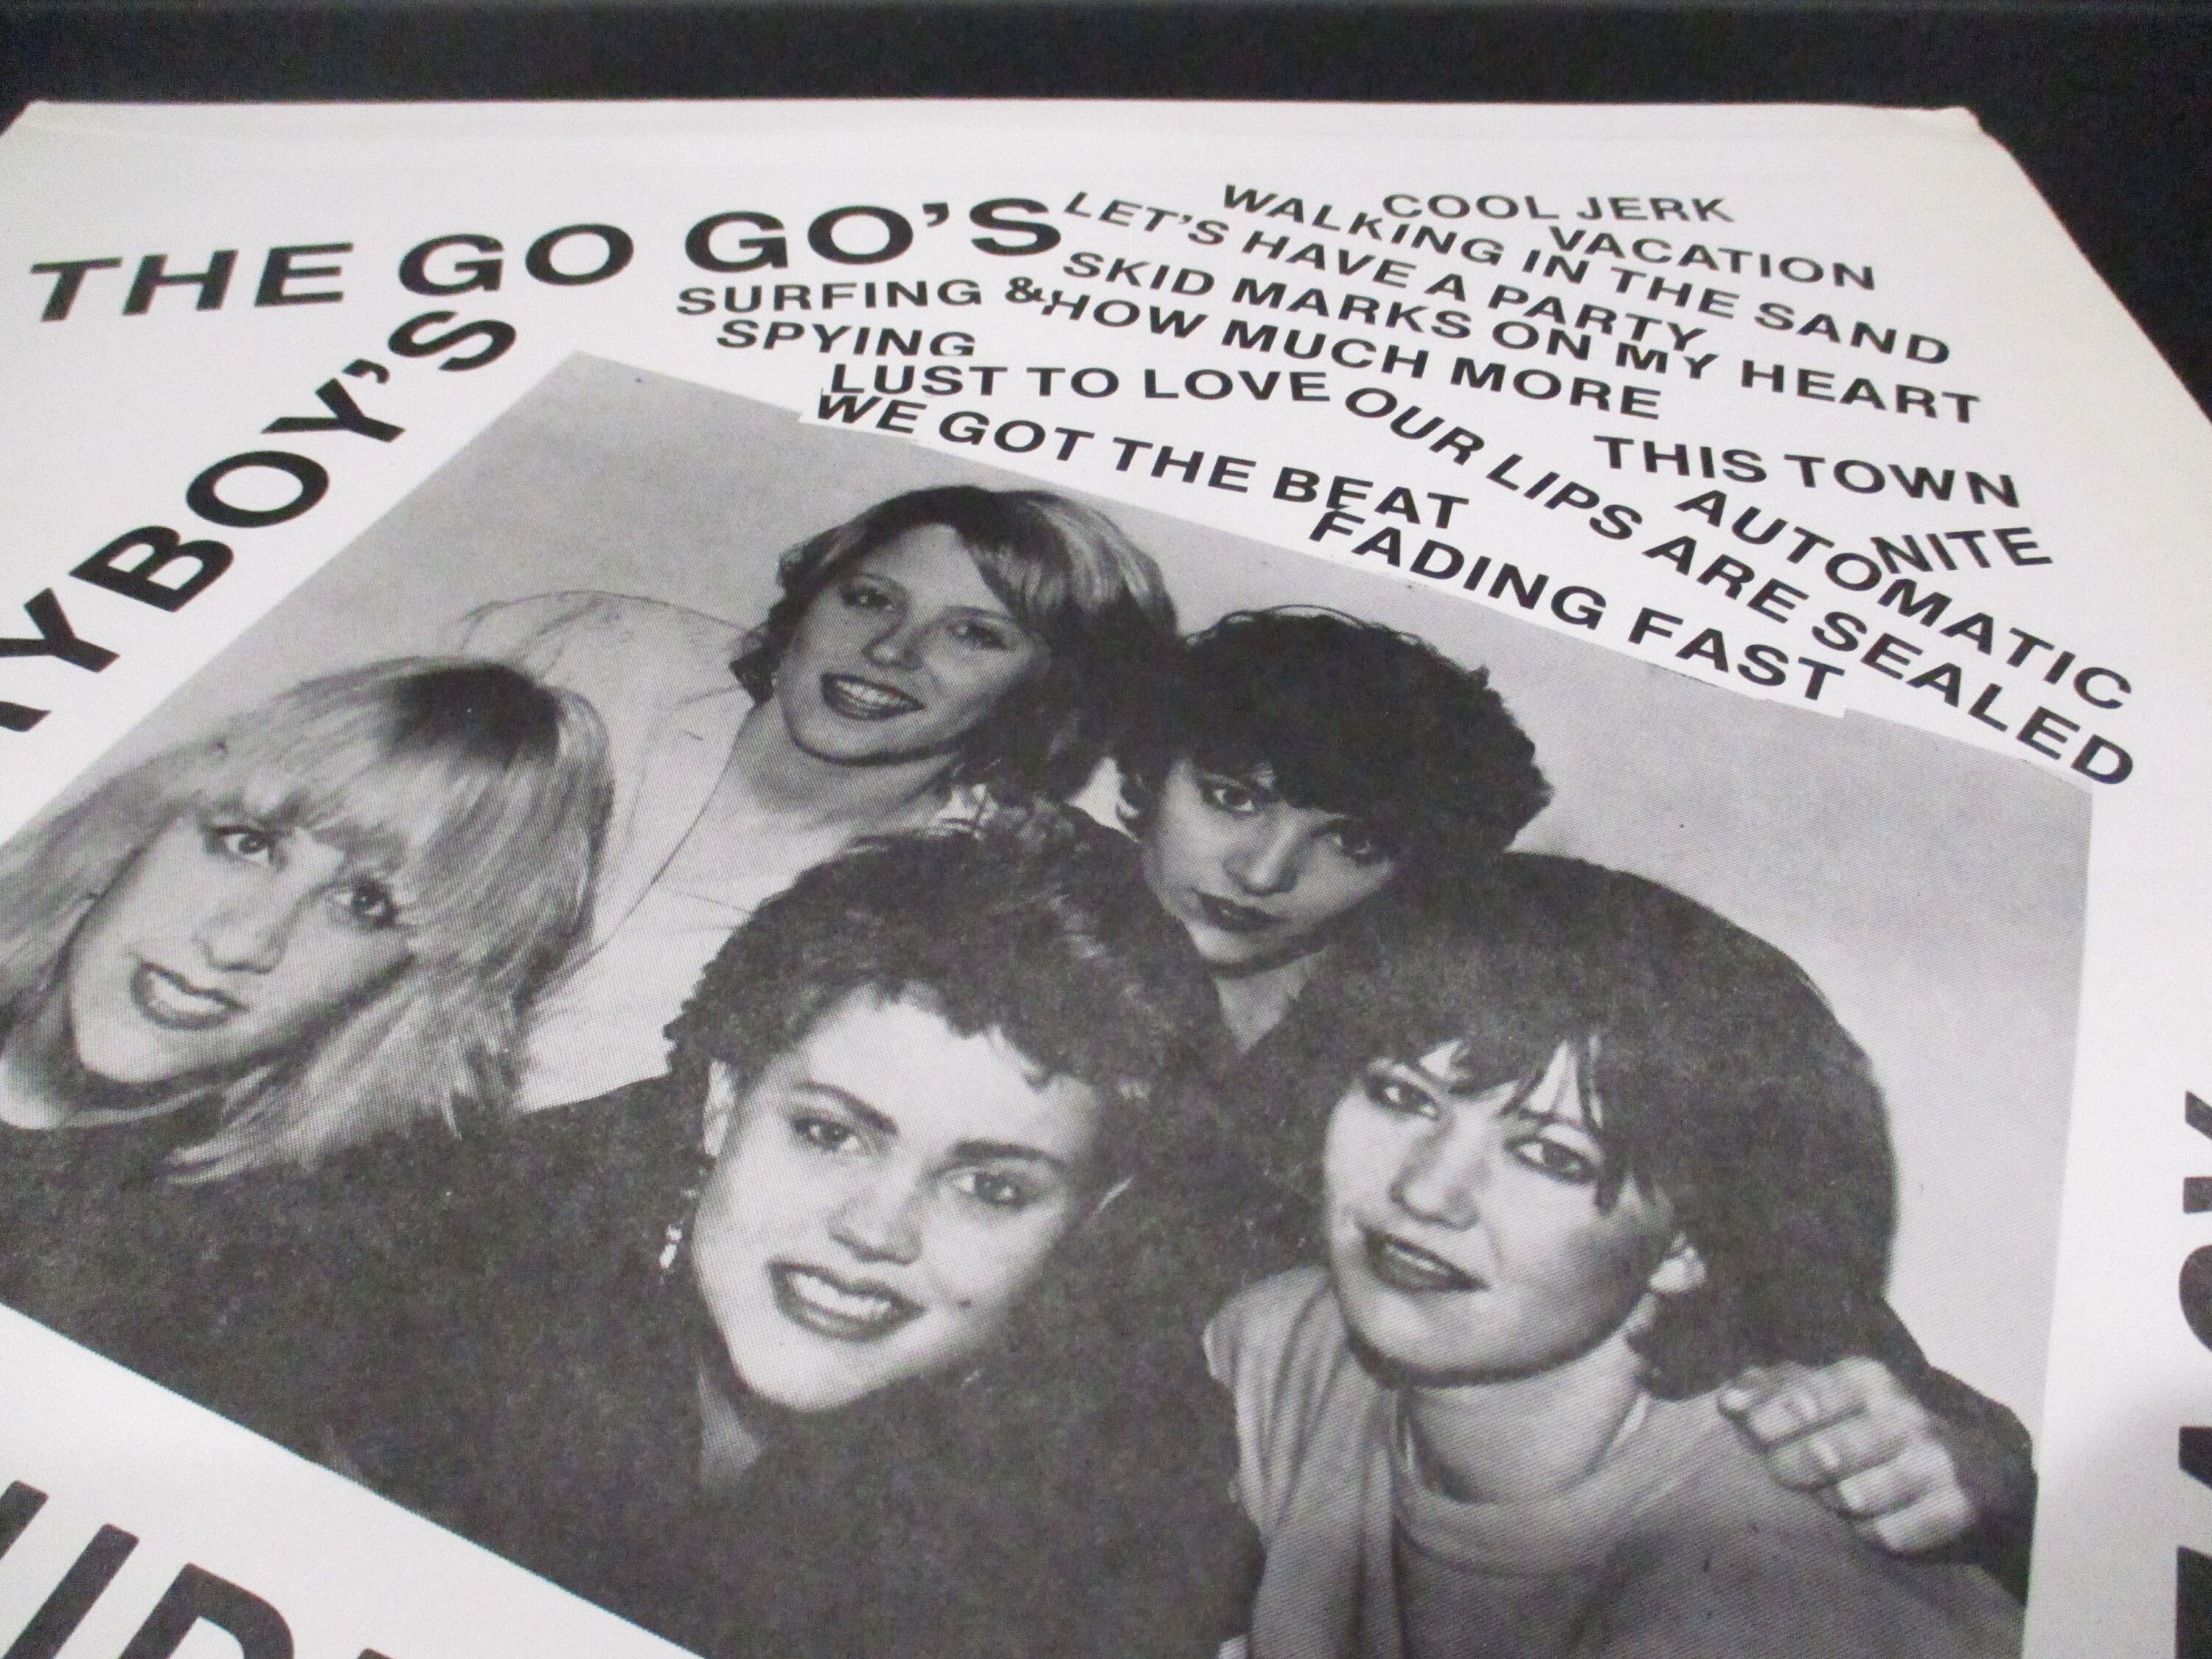 THE GO GO'S
COOL JERK
VACATION
WALKING IN THE SAND
LET'S HAVE A PARTY
SKID MARKS ON MY HEART
SURFING &
SPYING
HOW MUCH MORE
LUST TO LOVE
THIS TOWN
OUR LIPS ARE SEALED
WE GOT THE BEAT
AUTOMATIC
NITE
FADING FAST
YBOY'S